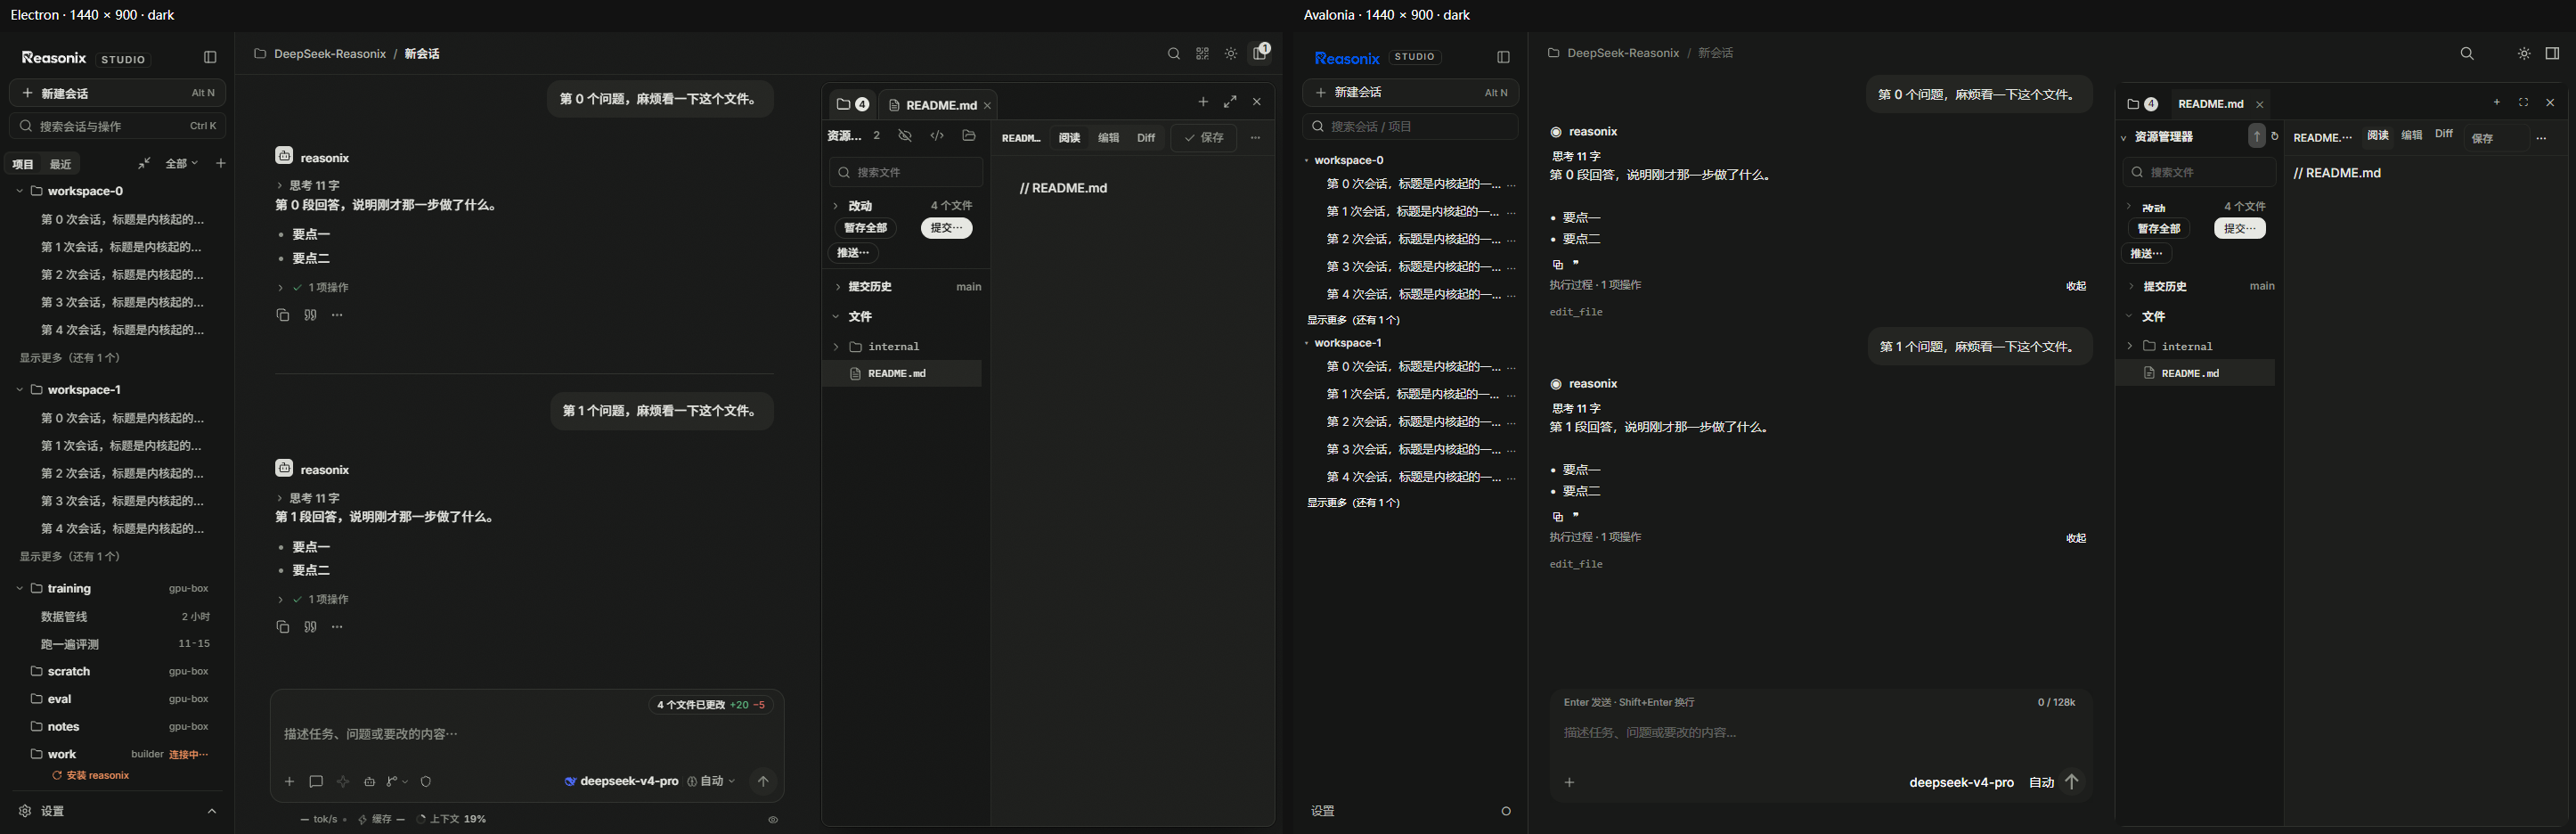 Electron · 1440 × 900 · dark
Reasonix STUDIO
新建会话 Alt N
搜索会话与操作 Ctrl K
项目 最近 全部
workspace-0
第 0 次会话，标题是内核起的...
第 1 次会话，标题是内核起的...
第 2 次会话，标题是内核起的...
第 3 次会话，标题是内核起的...
第 4 次会话，标题是内核起的...
显示更多（还有 1 个）
workspace-1
第 0 次会话，标题是内核起的...
第 1 次会话，标题是内核起的...
第 2 次会话，标题是内核起的...
第 3 次会话，标题是内核起的...
第 4 次会话，标题是内核起的...
显示更多（还有 1 个）
training gpu-box
数据管线 2 小时
跑一遍评测 11-15
scratch gpu-box
eval gpu-box
notes gpu-box
work builder 连接中···
安装 reasonix
设置
DeepSeek-Reasonix / 新会话
1
第 0 个问题，麻烦看一下这个文件。
reasonix
思考 11 字
第 0 段回答，说明刚才那一步做了什么。
• 要点一
• 要点二
1 项操作
第 1 个问题，麻烦看一下这个文件。
reasonix
思考 11 字
第 1 段回答，说明刚才那一步做了什么。
• 要点一
• 要点二
1 项操作
4 个文件已更改 +20 −5
描述任务、问题或要改的内容···
deepseek-v4-pro 自动
— tok/s 缓存 — 上下文 19%
4 README.md
资源... 2
搜索文件
改动 4 个文件
暂存全部 提交···
推送···
提交历史 main
文件
internal
README.md
READM... 阅读 编辑 Diff 保存
// README.md
Avalonia · 1440 × 900 · dark
Reasonix STUDIO
新建会话 Alt N
搜索会话 / 项目
workspace-0
第 0 次会话，标题是内核起的一... ...
第 1 次会话，标题是内核起的一... ...
第 2 次会话，标题是内核起的一... ...
第 3 次会话，标题是内核起的一... ...
第 4 次会话，标题是内核起的一... ...
显示更多（还有 1 个）
workspace-1
第 0 次会话，标题是内核起的一... ...
第 1 次会话，标题是内核起的一... ...
第 2 次会话，标题是内核起的一... ...
第 3 次会话，标题是内核起的一... ...
第 4 次会话，标题是内核起的一... ...
显示更多（还有 1 个）
设置
DeepSeek-Reasonix / 新会话
第 0 个问题，麻烦看一下这个文件。
reasonix
思考 11 字
第 0 段回答，说明刚才那一步做了什么。
• 要点一
• 要点二
执行过程 · 1 项操作 收起
edit_file
第 1 个问题，麻烦看一下这个文件。
reasonix
思考 11 字
第 1 段回答，说明刚才那一步做了什么。
• 要点一
• 要点二
执行过程 · 1 项操作 收起
edit_file
Enter 发送 · Shift+Enter 换行 0 / 128k
描述任务、问题或要改的内容...
deepseek-v4-pro 自动
4 README.md
资源管理器
搜索文件
改动 4 个文件
暂存全部 提交···
推送···
提交历史 main
文件
internal
README.md
README.··· 阅读 编辑 Diff 保存
// README.md